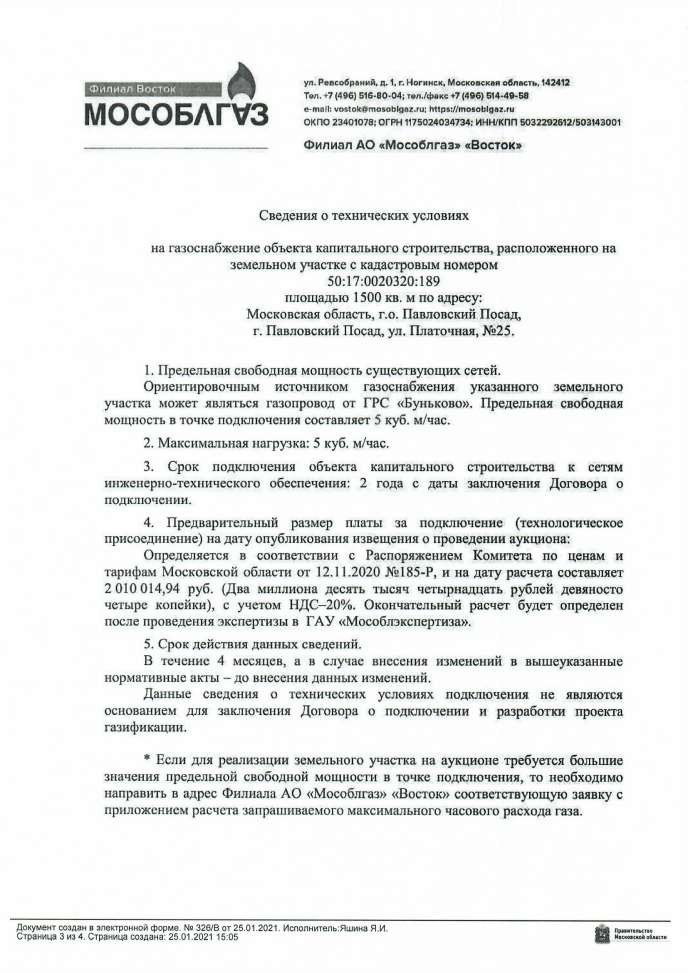 Филиал Восток
МОСОБЛГАЗ
ул. Ревсобраний, д. 1, г. Ногинск, Московская область, 142412
Тел. +7 (496) 516-80-04; тел./факс +7 (496) 514-49-58
e-mail: vostok@mosoblgaz.ru; https://mosoblgaz.ru
ОКПО 23401078; ОГРН 1175024034734; ИНН/КПП 5032292612/503143001
Филиал АО «Мособлгаз» «Восток»
Сведения о технических условиях
на газоснабжение объекта капитального строительства, расположенного на
земельном участке с кадастровым номером
50:17:0020320:189
площадью 1500 кв. м по адресу:
Московская область, г.о. Павловский Посад,
г. Павловский Посад, ул. Платочная, №25.
1. Предельная свободная мощность существующих сетей.
Ориентировочным источником газоснабжения указанного земельного
участка может являться газопровод от ГРС «Буньково». Предельная свободная
мощность в точке подключения составляет 5 куб. м/час.
2. Максимальная нагрузка: 5 куб. м/час.
3. Срок подключения объекта капитального строительства к сетям
инженерно-технического обеспечения: 2 года с даты заключения Договора о
подключении.
4. Предварительный размер платы за подключение (технологическое
присоединение) на дату опубликования извещения о проведении аукциона:
Определяется в соответствии с Распоряжением Комитета по ценам и
тарифам Московской области от 12.11.2020 №185-Р, и на дату расчета составляет
2 010 014,94 руб. (Два миллиона десять тысяч четырнадцать рублей девяносто
четыре копейки), с учетом НДС–20%. Окончательный расчет будет определен
после проведения экспертизы в ГАУ «Мособлэкспертиза».
5. Срок действия данных сведений.
В течение 4 месяцев, а в случае внесения изменений в вышеуказанные
нормативные акты – до внесения данных изменений.
Данные сведения о технических условиях подключения не являются
основанием для заключения Договора о подключении и разработки проекта
газификации.
* Если для реализации земельного участка на аукционе требуется большие
значения предельной свободной мощности в точке подключения, то необходимо
направить в адрес Филиала АО «Мособлгаз» «Восток» соответствующую заявку с
приложением расчета запрашиваемого максимального часового расхода газа.
Документ создан в электронной форме. № 326/В от 25.01.2021. Исполнитель:Яшина Я.И.
Страница 3 из 4. Страница создана: 25.01.2021 15:05
Правительство
Московской области